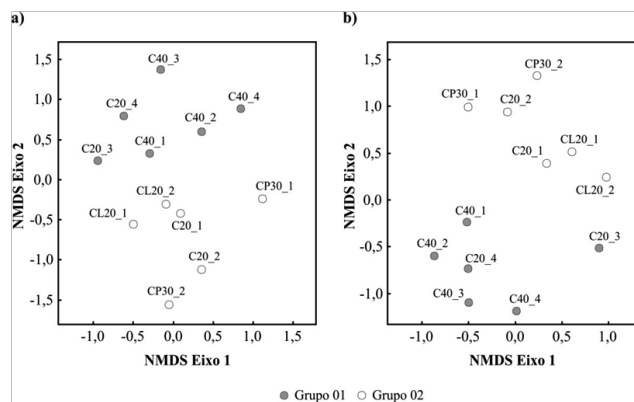 a)
NMDS Eixo 2
1,5
1,0
0,5
0,0
-0,5
-1,0
-1,5
C40_3
C20_4
C40_4
C40_2
C20_3
C40_1
CL20_2
CP30_1
CL20_1
C20_1
C20_2
CP30_2
-1,0 -0,5 0,0 0,5 1,0 1,5
NMDS Eixo 1
b)
NMDS Eixo 2
1,5
1,0
0,5
0,0
-0,5
-1,0
CP30_2
CP30_1
C20_2
CL20_1
C20_1
CL20_2
C40_1
C20_3
C40_2
C20_4
C40_3
C40_4
-1,0 -0,5 0,0 0,5 1,0
NMDS Eixo 1
Grupo 01 Grupo 02